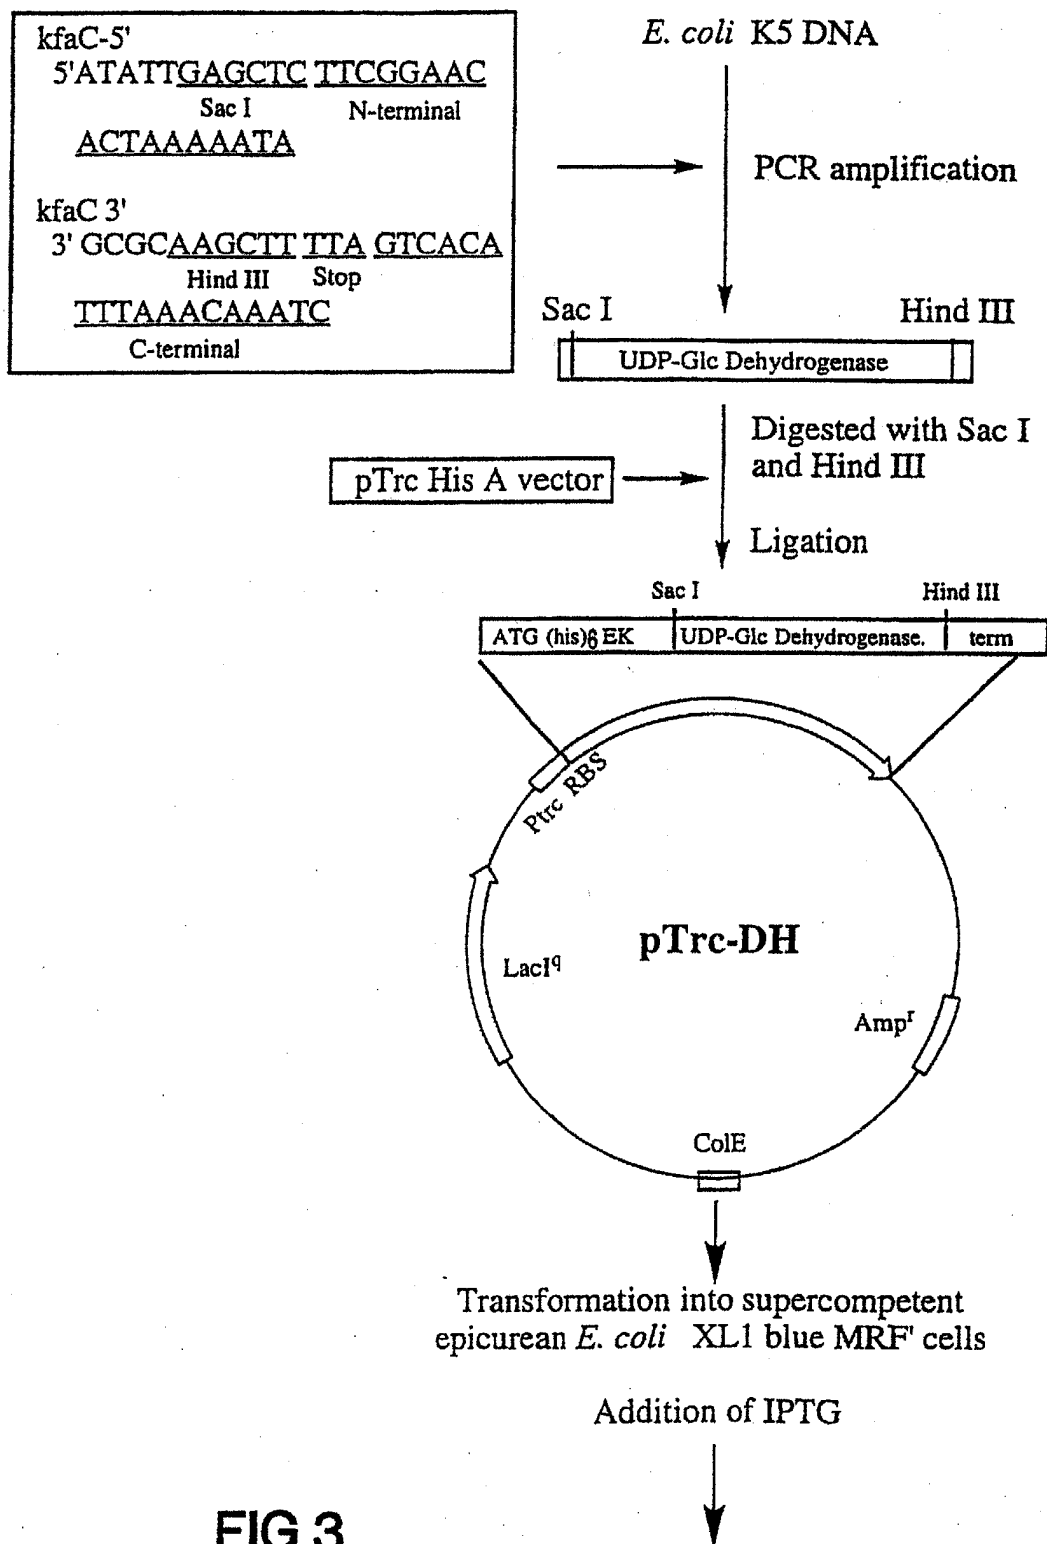 kfaC-5'
5'ATATTGAGCTC TTCGGAAC
Sac I N-terminal
ACTAAAAATA
kfaC 3'
3' GCGCAAGCTT TTA GTCACA
Hind III Stop
TTTAAACAAATC
C-terminal
E. coli K5 DNA
PCR amplification
Sac I Hind III
UDP-Glc Dehydrogenase
Digested with Sac I
and Hind III
pTrc His A vector
Ligation
Sac I Hind III
ATG (his)6 EK UDP-Glc Dehydrogenase. term
Ptrc RBS
pTrc-DH
LacIq
Ampr
ColE
Transformation into supercompetent
epicurean E. coli XL1 blue MRF' cells
Addition of IPTG
FIG.3